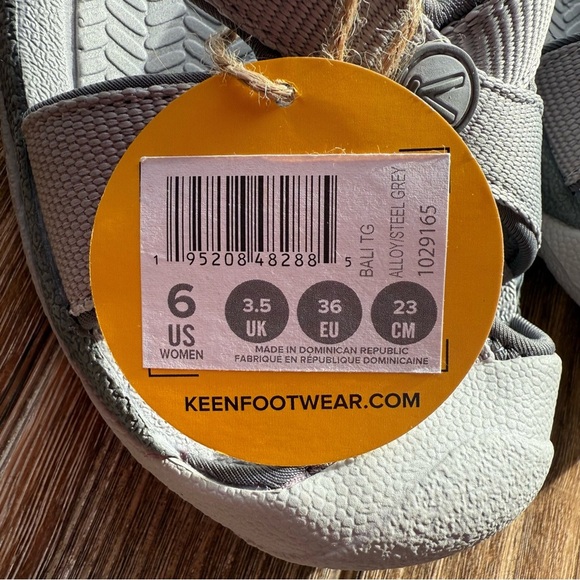 1 95208 48288 5
BALI TG
ALLOY/STEEL GREY
1029165
6
US
WOMEN
3.5
UK
36
EU
23
CM
MADE IN DOMINICAN REPUBLIC
FABRIQUE EN RÉPUBLIQUE DOMINICAINE
KEENFOOTWEAR.COM